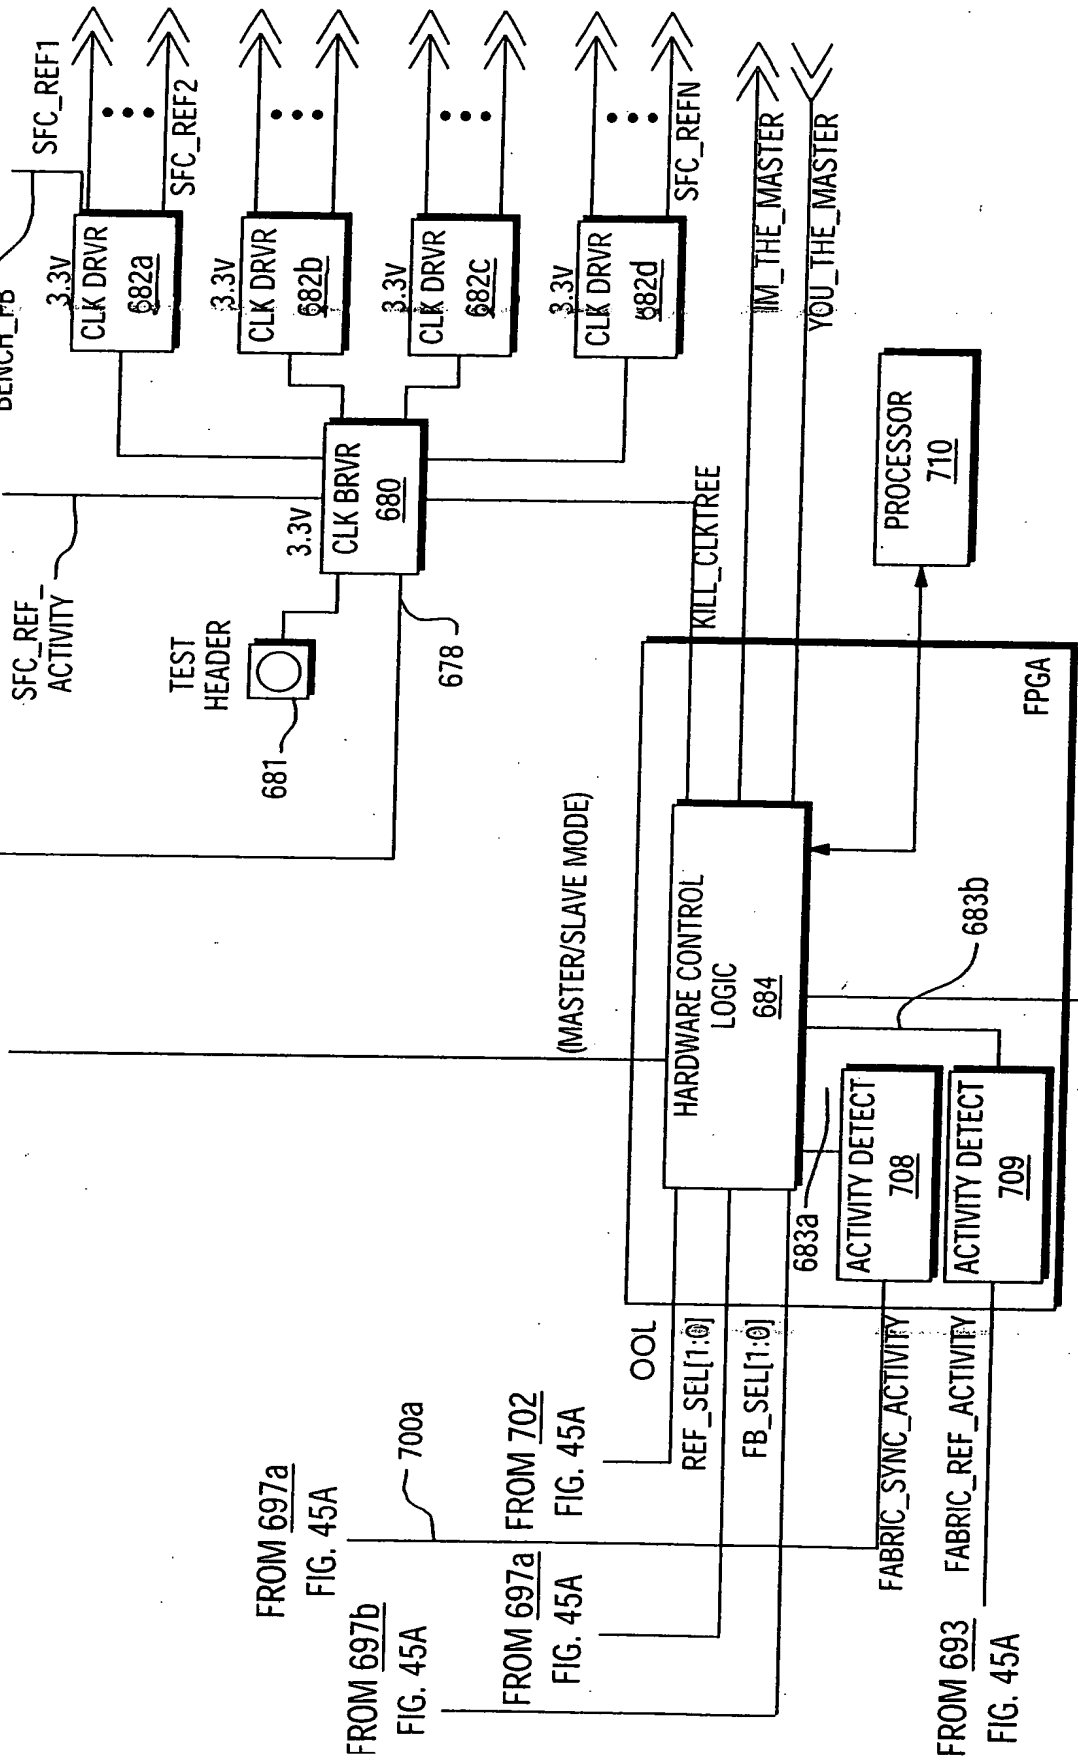 FROM 697a
FIG. 45A
700a
FROM 697b
FIG. 45A
FROM 702
FIG. 45A
FROM 697a
FIG. 45A
FROM 693
FIG. 45A
OOL
REF_SEL[1:0]
FB_SEL[1:0]
FABRIC_SYNC_ACTIVITY
FABRIC_REF_ACTIVITY
(MASTER/SLAVE MODE)
HARDWARE CONTROL
LOGIC
684
683a
683b
ACTIVITY DETECT
708
ACTIVITY DETECT
709
FPGA
SFC_REF_
ACTIVITY
TEST
HEADER
681
678
3.3V
CLK BRVR
680
KILL_CLKTREE
PROCESSOR
710
BENCH_FB
3.3V
CLK DRVR
682a
3.3V
CLK DRVR
682b
3.3V
CLK DRVR
682c
3.3V
CLK DRVR
682d
SFC_REF1
SFC_REF2
SFC_REFN
IIM_THE_MASTER
YOU_THE_MASTER